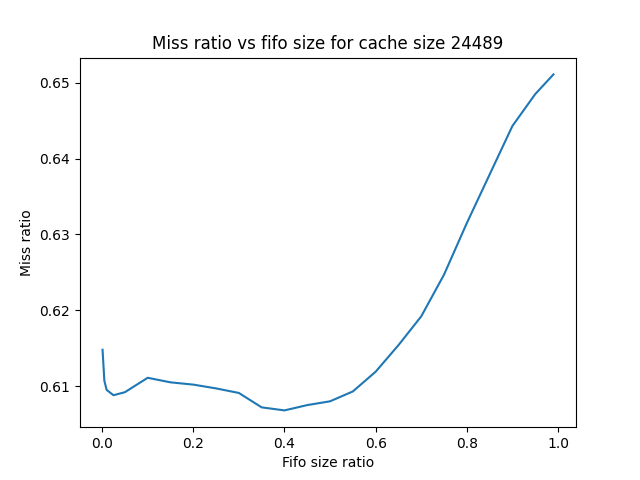 Miss ratio vs fifo size for cache size 24489
0.65
0.64
0.63
0.62
0.61
Miss ratio
0.0 0.2 0.4 0.6 0.8 1.0
Fifo size ratio